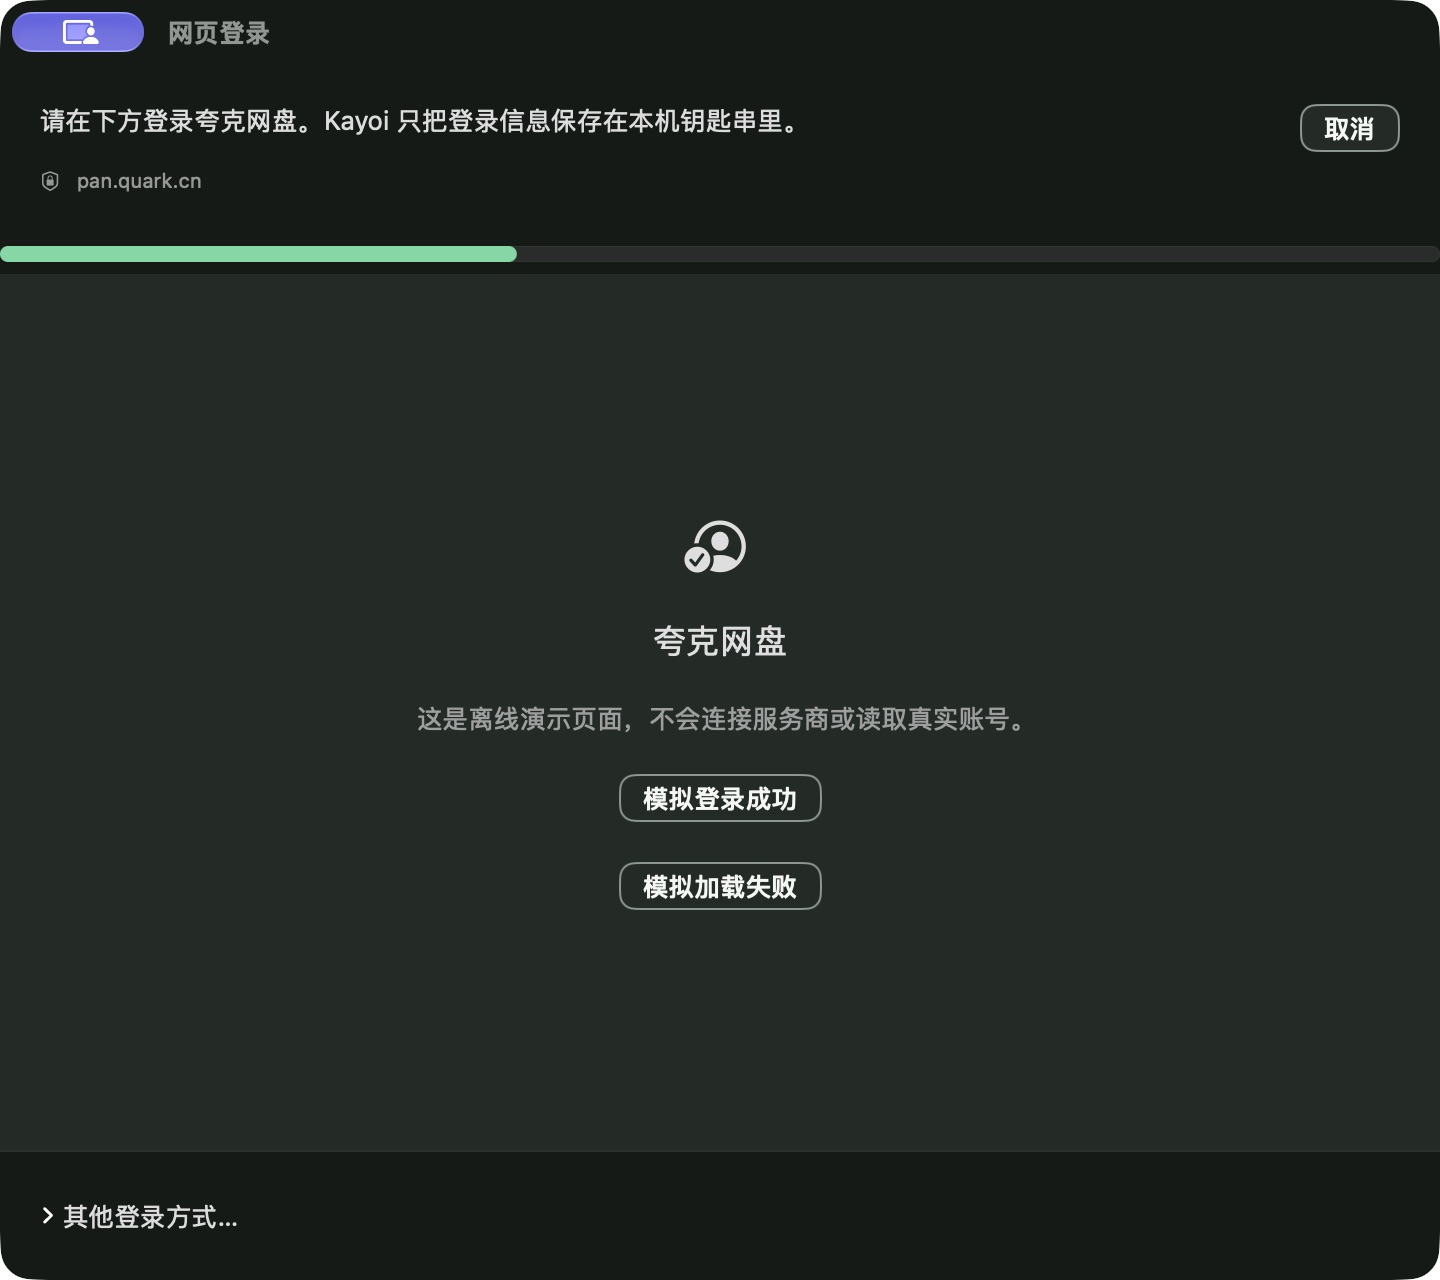 网页登录
请在下方登录夸克网盘。Kayoi 只把登录信息保存在本机钥匙串里。
取消
pan.quark.cn
夸克网盘
这是离线演示页面，不会连接服务商或读取真实账号。
模拟登录成功
模拟加载失败
其他登录方式...